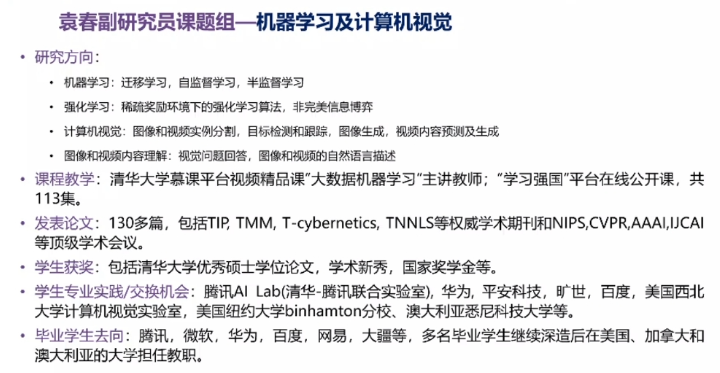 袁春副研究员课题组—机器学习及计算机视觉
• 研究方向：
• 机器学习：迁移学习，自监督学习，半监督学习
• 强化学习：稀疏奖励环境下的强化学习算法，非完美信息博弈
• 计算机视觉：图像和视频实例分割，目标检测和跟踪，图像生成，视频内容预测及生成
• 图像和视频内容理解：视觉问题回答，图像和视频的自然语言描述
• 课程教学：清华大学慕课平台视频精品课“大数据机器学习”主讲教师；“学习强国”平台在线公开课，共
113集。
• 发表论文：130多篇，包括TIP, TMM, T-cybernetics, TNNLS等权威学术期刊和NIPS,CVPR,AAAI,IJCAI
等顶级学术会议。
• 学生获奖：包括清华大学优秀硕士学位论文，学术新秀，国家奖学金等。
• 学生专业实践/交换机会：腾讯AI Lab(清华-腾讯联合实验室), 华为, 平安科技，旷世，百度，美国西北
大学计算机视觉实验室，美国纽约大学binhamton分校、澳大利亚悉尼科技大学等。
• 毕业学生去向：腾讯，微软，华为，百度，网易，大疆等，多名毕业学生继续深造后在美国、加拿大和
澳大利亚的大学担任教职。